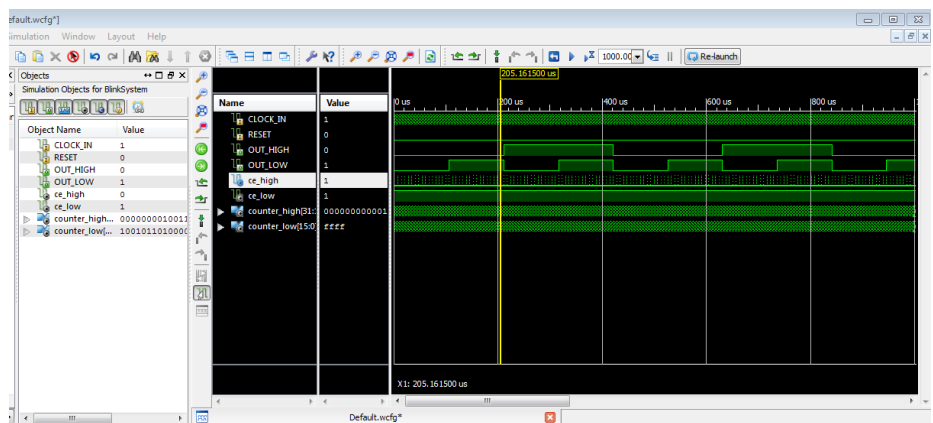 efault.wcfg*]
imulation Window Layout Help
1000.00 Re-launch
Objects
Simulation Objects for BlinkSystem
Object Name Value
CLOCK_IN 1
RESET 0
OUT_HIGH 0
OUT_LOW 1
ce_high 0
ce_low 1
counter_high... 0000000010011
counter_low[... 1001011010000
Name Value
CLOCK_IN 1
RESET 0
OUT_HIGH 0
OUT_LOW 1
ce_high 1
ce_low 1
counter_high[31: 000000000001
counter_low[15:0] ffff
205.161500 us
0 us 200 us 400 us 600 us 800 us
X1: 205.161500 us
Default.wcfg*